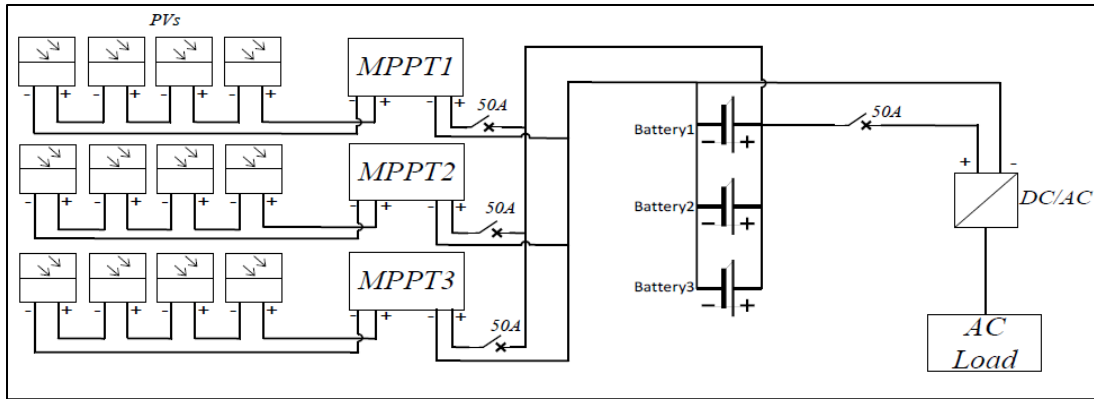 PVs
MPPT1
- + - + - + - +
- + - +
50A
50A
Battery1
- +
+ -
DC/AC
MPPT2
- + - + - + - +
- + - +
50A
Battery2
- +
MPPT3
- + - + - + - +
- + - +
50A
Battery3
- +
AC
Load